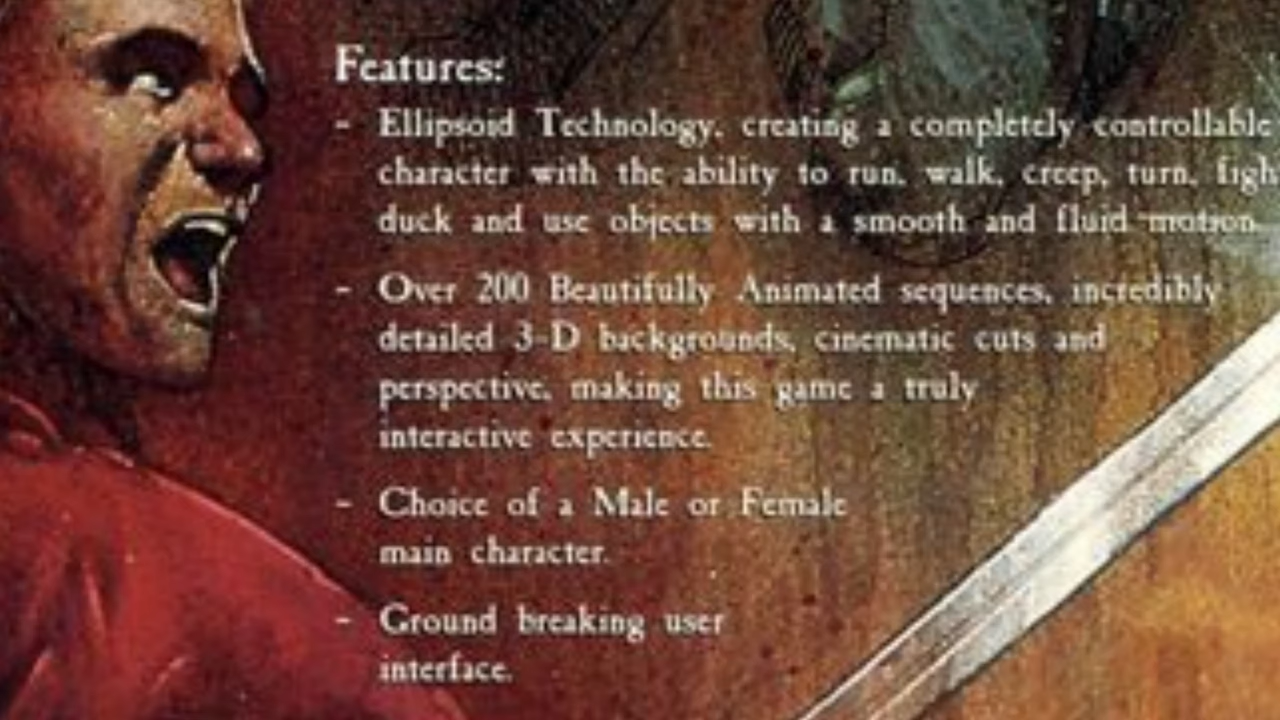 Features:
- Ellipsoid Technology, creating a completely controllable
character with the ability to run, walk, creep, turn,
duck and use objects with a smooth and fluid motion
- Over 200 Beautifully Animated sequences, incredibly
detailed 3-D backgrounds, cinematic cuts and
perspective, making this game a truly
interactive experience.
- Choice of a Male or Female
main character.
- Ground breaking user
interface.